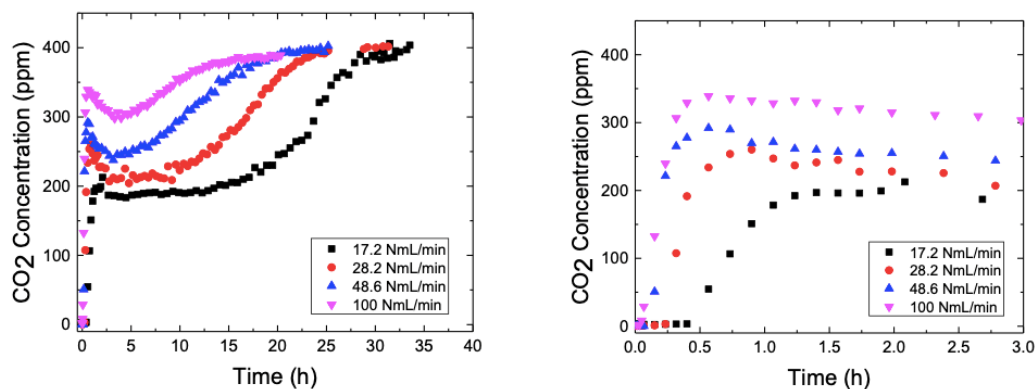 CO2 Concentration (ppm)
400
300
200
100
0
17.2 NmL/min
28.2 NmL/min
48.6 NmL/min
100 NmL/min
0 5 10 15 20 25 30 35 40
Time (h)
CO2 Concentration (ppm)
400
300
200
100
0
17.2 NmL/min
28.2 NmL/min
48.6 NmL/min
100 NmL/min
0.0 0.5 1.0 1.5 2.0 2.5 3.0
Time (h)